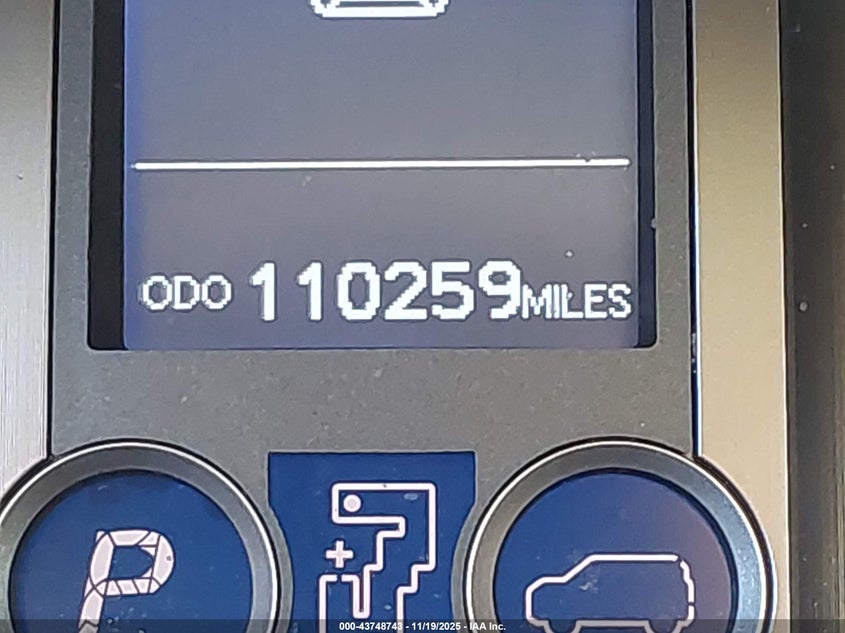 ODO 110259MILES
P
000-43748743 - 11/19/2025 - IAA Inc.